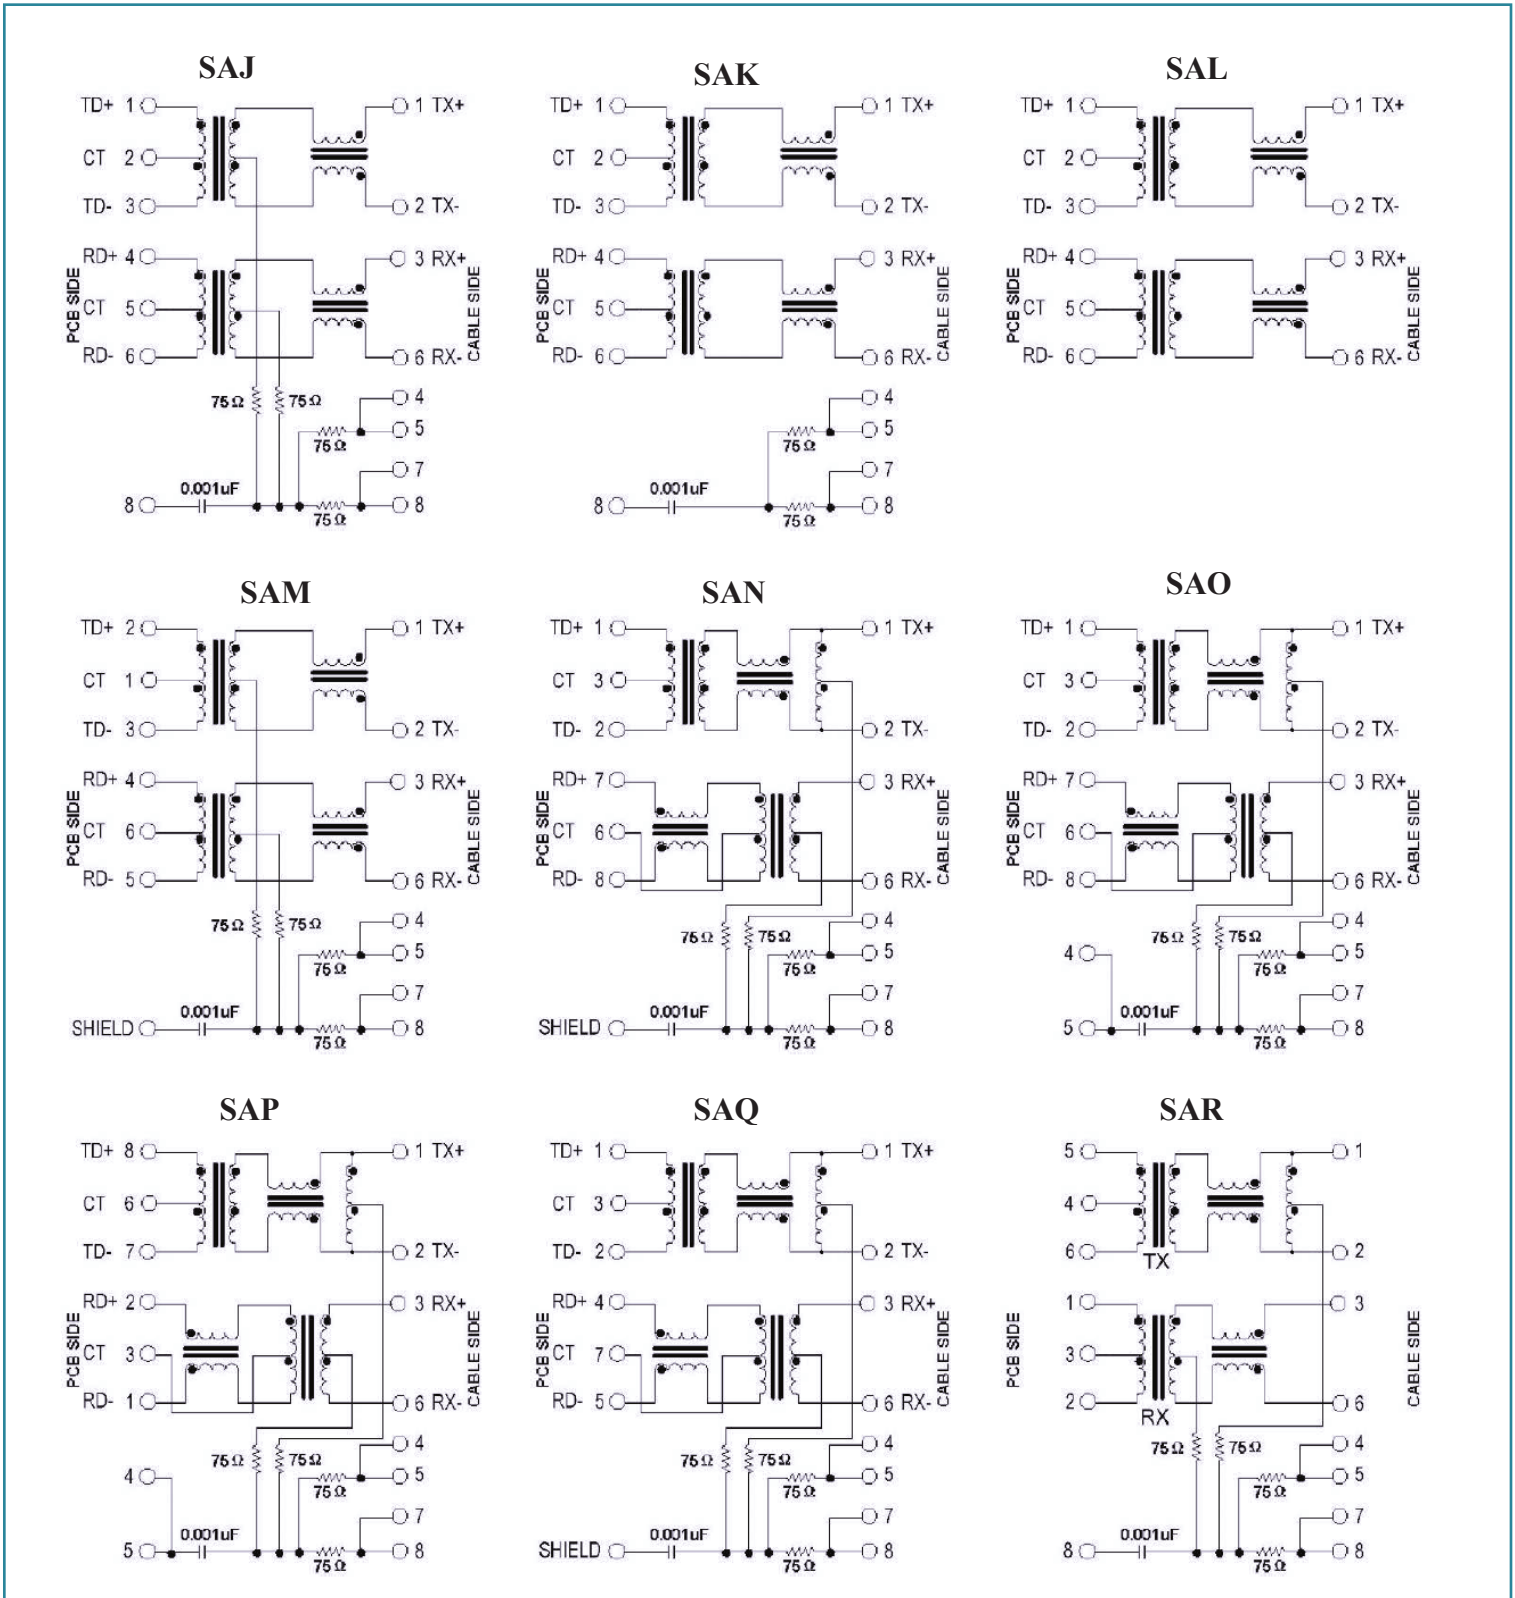 SAJ
TD+ 1
1 TX+
CT 2
TD- 3
2 TX-
RD+ 4
3 RX+
PCB SIDE
CT 5
CABLE SIDE
RD- 6
6 RX-
75Ω
75Ω
4
5
75Ω
7
0.001uF
8
8
75Ω
SAK
TD+ 1
1 TX+
CT 2
TD- 3
2 TX-
RD+ 4
3 RX+
PCB SIDE
CT 5
CABLE SIDE
RD- 6
6 RX-
4
5
75Ω
7
0.001uF
8
8
75Ω
SAL
TD+ 1
1 TX+
CT 2
TD- 3
2 TX-
RD+ 4
3 RX+
PCB SIDE
CT 5
CABLE SIDE
RD- 6
6 RX-
SAM
TD+ 2
1 TX+
CT 1
TD- 3
2 TX-
RD+ 4
3 RX+
PCB SIDE
CT 6
CABLE SIDE
RD- 5
6 RX-
75Ω
75Ω
4
5
75Ω
7
0.001uF
SHIELD
8
75Ω
SAN
TD+ 1
1 TX+
CT 3
TD- 2
2 TX-
RD+ 7
3 RX+
PCB SIDE
CT 6
CABLE SIDE
RD- 8
6 RX-
75Ω
75Ω
4
5
75Ω
7
0.001uF
SHIELD
8
75Ω
SAO
TD+ 1
1 TX+
CT 3
TD- 2
2 TX-
RD+ 7
3 RX+
PCB SIDE
CT 6
CABLE SIDE
RD- 8
6 RX-
75Ω
75Ω
4
4
5
75Ω
7
0.001uF
5
8
75Ω
SAP
TD+ 8
1 TX+
CT 6
TD- 7
2 TX-
RD+ 2
3 RX+
PCB SIDE
CT 3
CABLE SIDE
RD- 1
6 RX-
75Ω
75Ω
4
4
5
75Ω
7
0.001uF
5
8
75Ω
SAQ
TD+ 1
1 TX+
CT 3
TD- 2
2 TX-
RD+ 4
3 RX+
PCB SIDE
CT 7
CABLE SIDE
RD- 5
6 RX-
75Ω
75Ω
4
5
75Ω
7
0.001uF
SHIELD
8
75Ω
SAR
5
1
4
6
2
TX
1
3
PCB SIDE
3
CABLE SIDE
2
6
RX
75Ω
75Ω
4
5
75Ω
7
0.001uF
8
8
75Ω